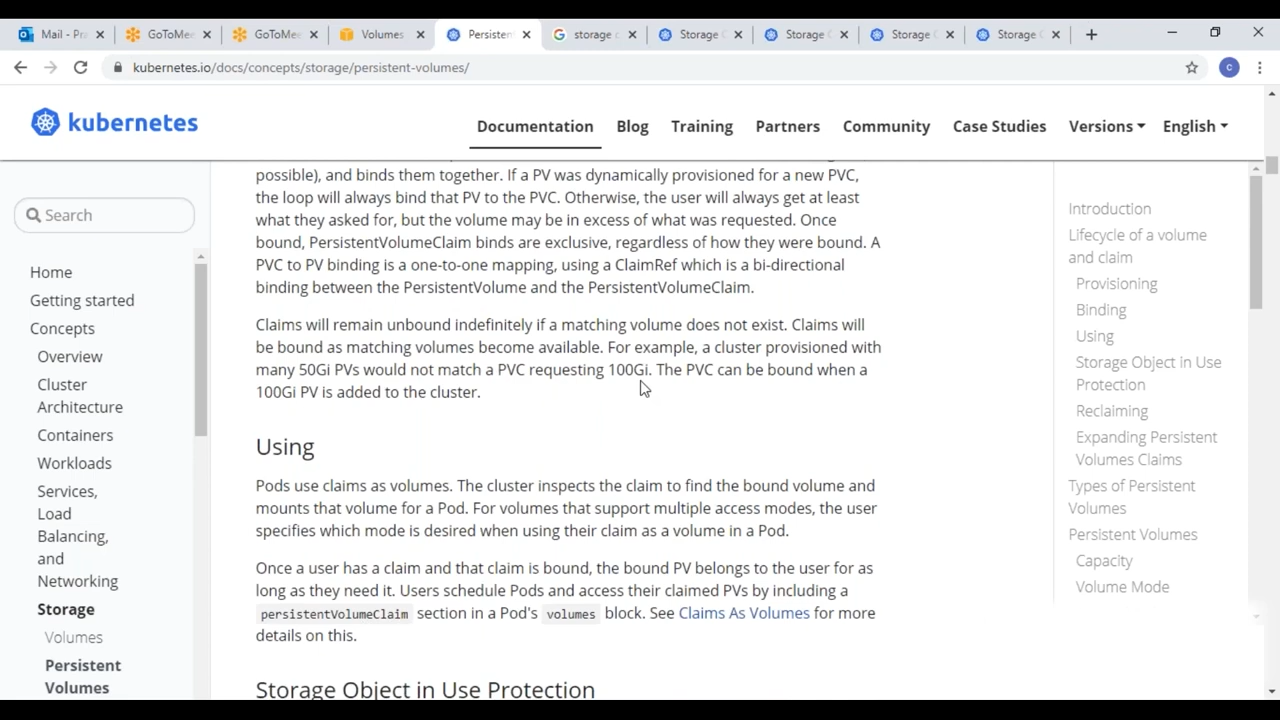 Mail - Pra
GoToMee
GoToMee
Volumes
Persisten
storage c
Storage C
Storage C
Storage C
Storage C
kubernetes.io/docs/concepts/storage/persistent-volumes/
C
kubernetes
Documentation
Blog
Training
Partners
Community
Case Studies
Versions
English
Search
Home
Getting started
Concepts
Overview
Cluster
Architecture
Containers
Workloads
Services,
Load
Balancing,
and
Networking
Storage
Volumes
Persistent
Volumes
possible), and binds them together. If a PV was dynamically provisioned for a new PVC,
the loop will always bind that PV to the PVC. Otherwise, the user will always get at least
what they asked for, but the volume may be in excess of what was requested. Once
bound, PersistentVolumeClaim binds are exclusive, regardless of how they were bound. A
PVC to PV binding is a one-to-one mapping, using a ClaimRef which is a bi-directional
binding between the PersistentVolume and the PersistentVolumeClaim.
Claims will remain unbound indefinitely if a matching volume does not exist. Claims will
be bound as matching volumes become available. For example, a cluster provisioned with
many 50Gi PVs would not match a PVC requesting 100Gi. The PVC can be bound when a
100Gi PV is added to the cluster.
Using
Pods use claims as volumes. The cluster inspects the claim to find the bound volume and
mounts that volume for a Pod. For volumes that support multiple access modes, the user
specifies which mode is desired when using their claim as a volume in a Pod.
Once a user has a claim and that claim is bound, the bound PV belongs to the user for as
long as they need it. Users schedule Pods and access their claimed PVs by including a
persistentVolumeClaim section in a Pod's volumes block. See Claims As Volumes for more
details on this.
Storage Object in Use Protection
Introduction
Lifecycle of a volume
and claim
Provisioning
Binding
Using
Storage Object in Use
Protection
Reclaiming
Expanding Persistent
Volumes Claims
Types of Persistent
Volumes
Persistent Volumes
Capacity
Volume Mode